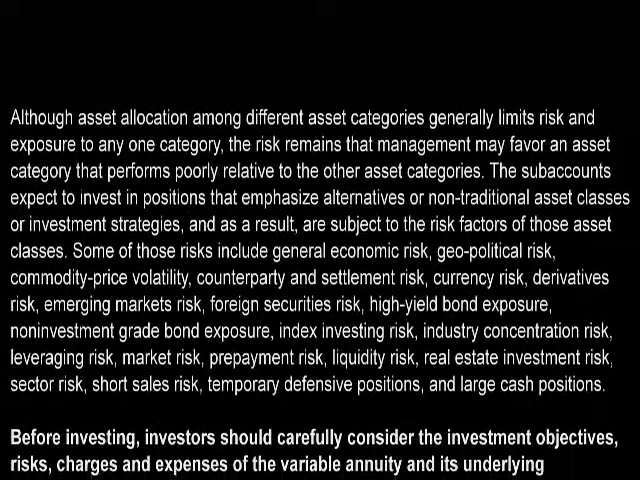 Although asset allocation among different asset categories generally limits risk and
exposure to any one category, the risk remains that management may favor an asset
category that performs poorly relative to the other asset categories. The subaccounts
expect to invest in positions that emphasize alternatives or non-traditional asset classes
or investment strategies, and as a result, are subject to the risk factors of those asset
classes. Some of those risks include general economic risk, geo-political risk,
commodity-price volatility, counterparty and settlement risk, currency risk, derivatives
risk, emerging markets risk, foreign securities risk, high-yield bond exposure,
noninvestment grade bond exposure, index investing risk, industry concentration risk,
leveraging risk, market risk, prepayment risk, liquidity risk, real estate investment risk,
sector risk, short sales risk, temporary defensive positions, and large cash positions.
Before investing, investors should carefully consider the investment objectives,
risks, charges and expenses of the variable annuity and its underlying